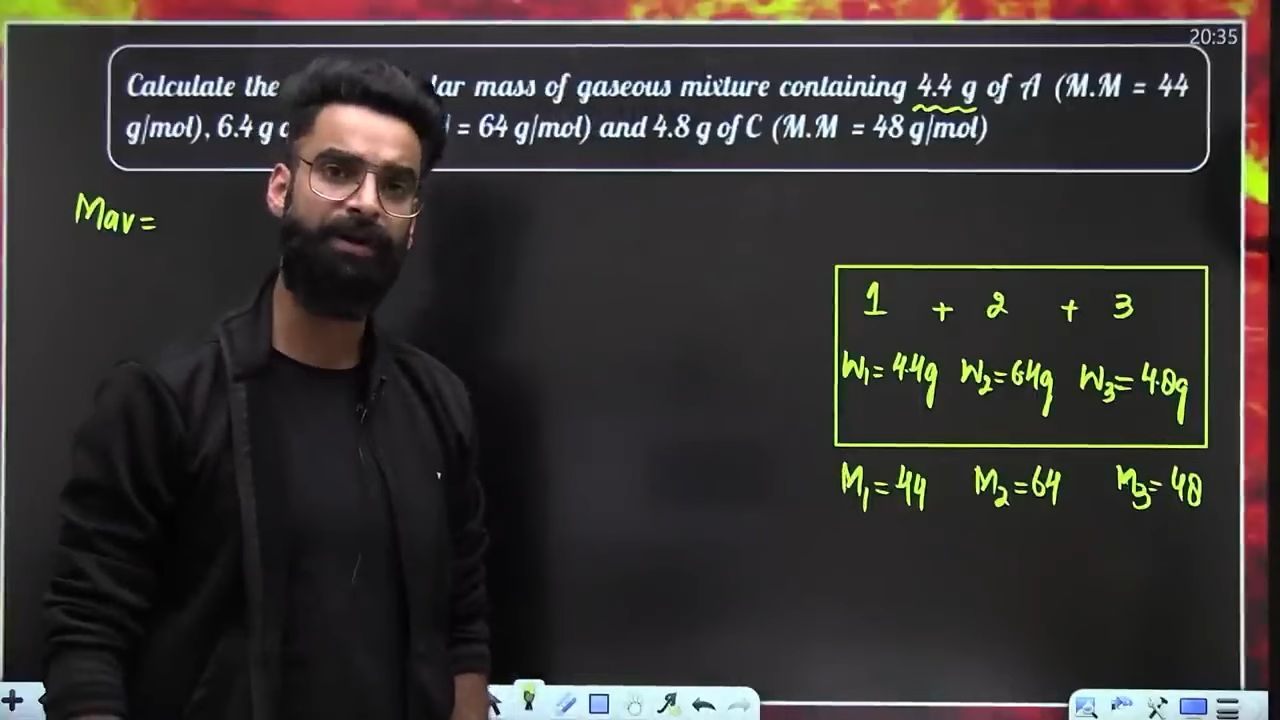 20:35
Calculate the lar mass of gaseous mixture containing 4.4 g of A (M.M = 44
g/mol), 6.4 g = 64 g/mol) and 4.8 g of C (M.M = 48 g/mol)
Mav =
1 + 2 + 3
W1 = 4.4g W2 = 6.4g W3 = 4.8g
M1 = 44 M2 = 64 M3 = 48